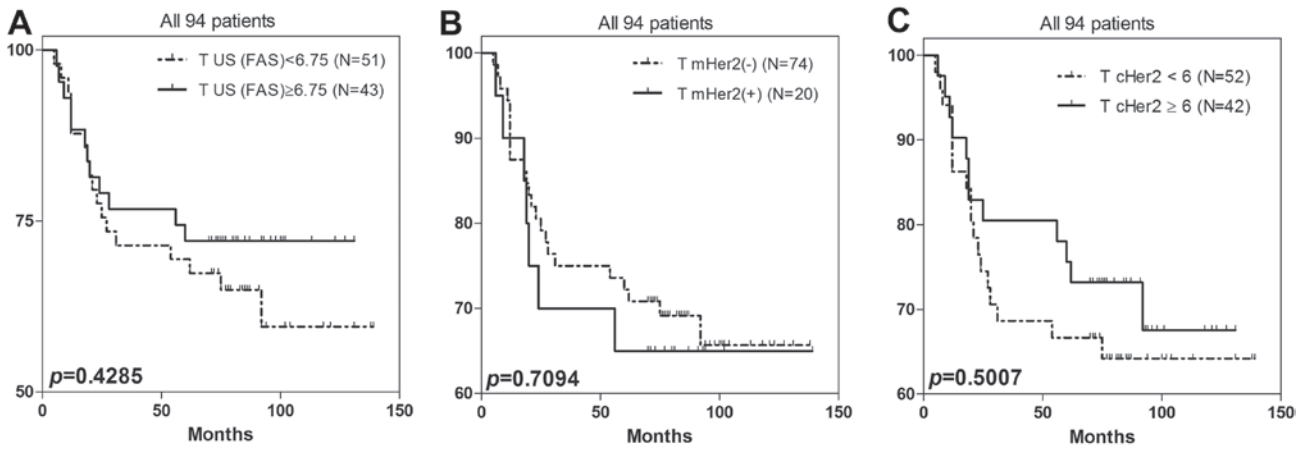 A
All 94 patients
T US (FAS)<6.75 (N=51)
T US (FAS)≥6.75 (N=43)
100
75
50
p=0.4285
0
50
100
150
Months
B
All 94 patients
T mHer2(-) (N=74)
T mHer2(+) (N=20)
100
90
80
70
60
p=0.7094
0
50
100
150
Months
C
All 94 patients
T cHer2 < 6 (N=52)
T cHer2 ≥ 6 (N=42)
100
90
80
70
60
p=0.5007
0
50
100
150
Months